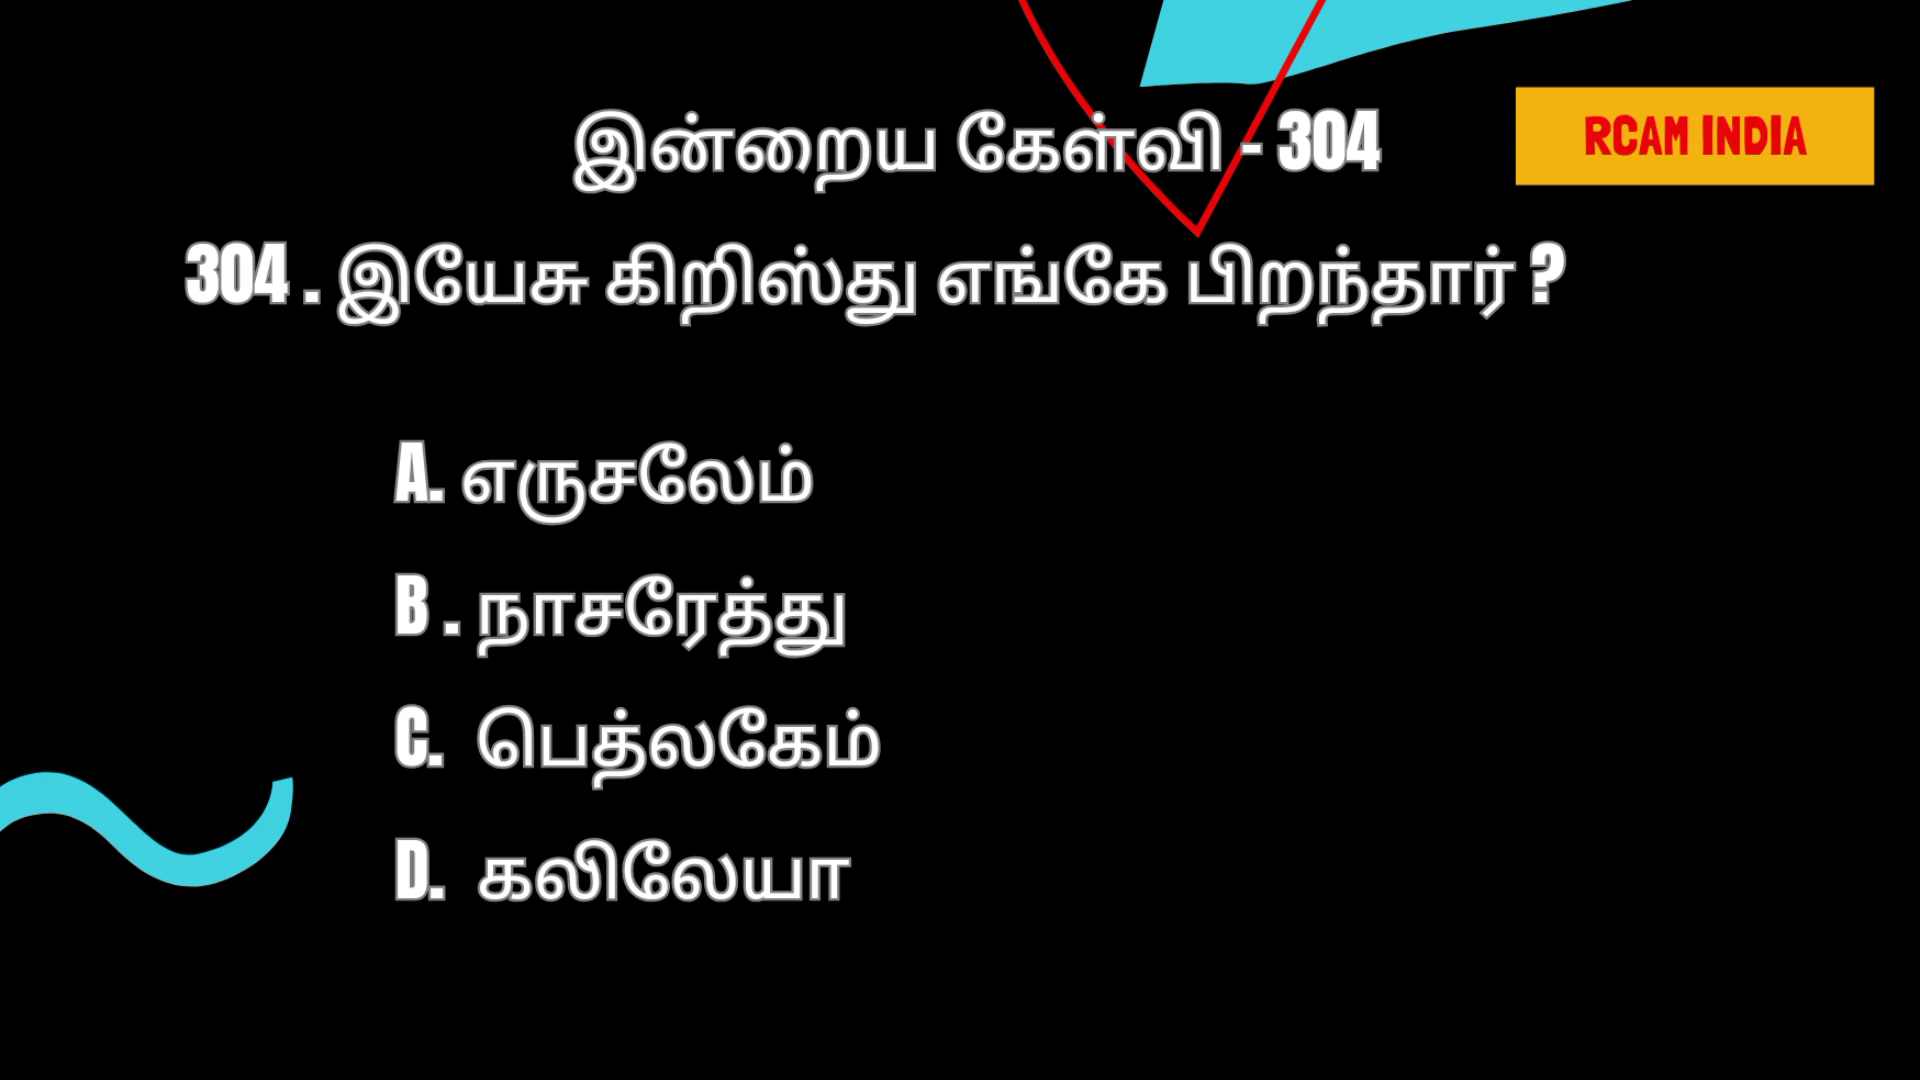 இன்றைய கேள்வி - 304
RCAM INDIA
304 . இயேசு கிறிஸ்து எங்கே பிறந்தார் ?
A. எருசலேம்
B . நாசரேத்து
C. பெத்லகேம்
D. கலிலேயா